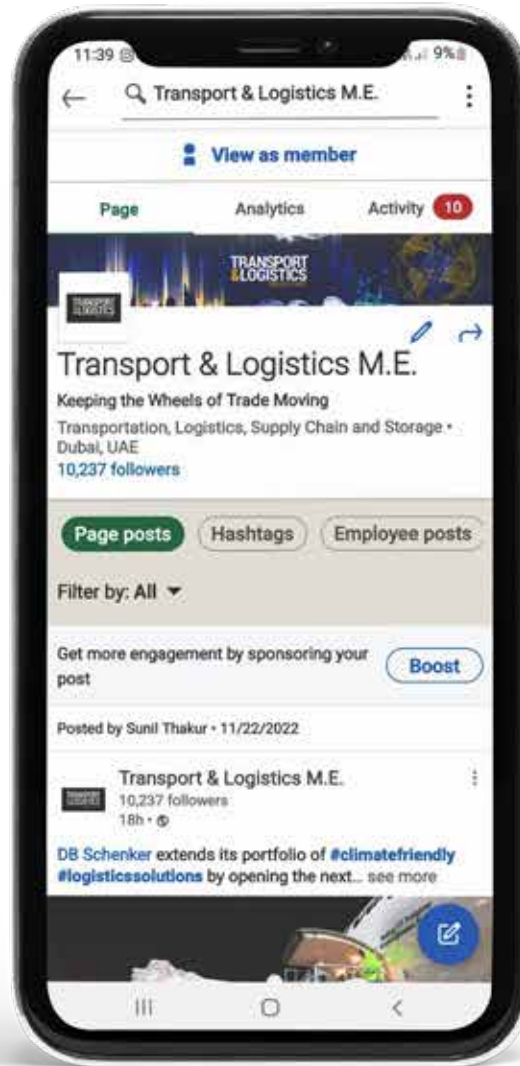 11:39
9%
Transport & Logistics M.E.
View as member
Page
Analytics
Activity 10
TRANSPORT
&LOGISTICS
TRANSPORT
&LOGISTICS
Transport & Logistics M.E.
Keeping the Wheels of Trade Moving
Transportation, Logistics, Supply Chain and Storage •
Dubai, UAE
10,237 followers
Page posts
Hashtags
Employee posts
Filter by: All
Get more engagement by sponsoring your
post
Boost
Posted by Sunil Thakur • 11/22/2022
Transport & Logistics M.E.
10,237 followers
18h •
DB Schenker extends its portfolio of #climatefriendly
#logisticssolutions by opening the next... see more